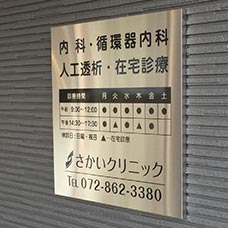 内科・循環器内科
人工透析・在宅診療
診療時間 月 火 水 木 金 土
午前 9:30～12:00 ● ● ● ● ● ●
午後 14:30～17:30 ● ▲ ● ▲ ●
休診日：日曜・祝日 ▲…在宅診療
さかいクリニック
TEL 072-862-3380